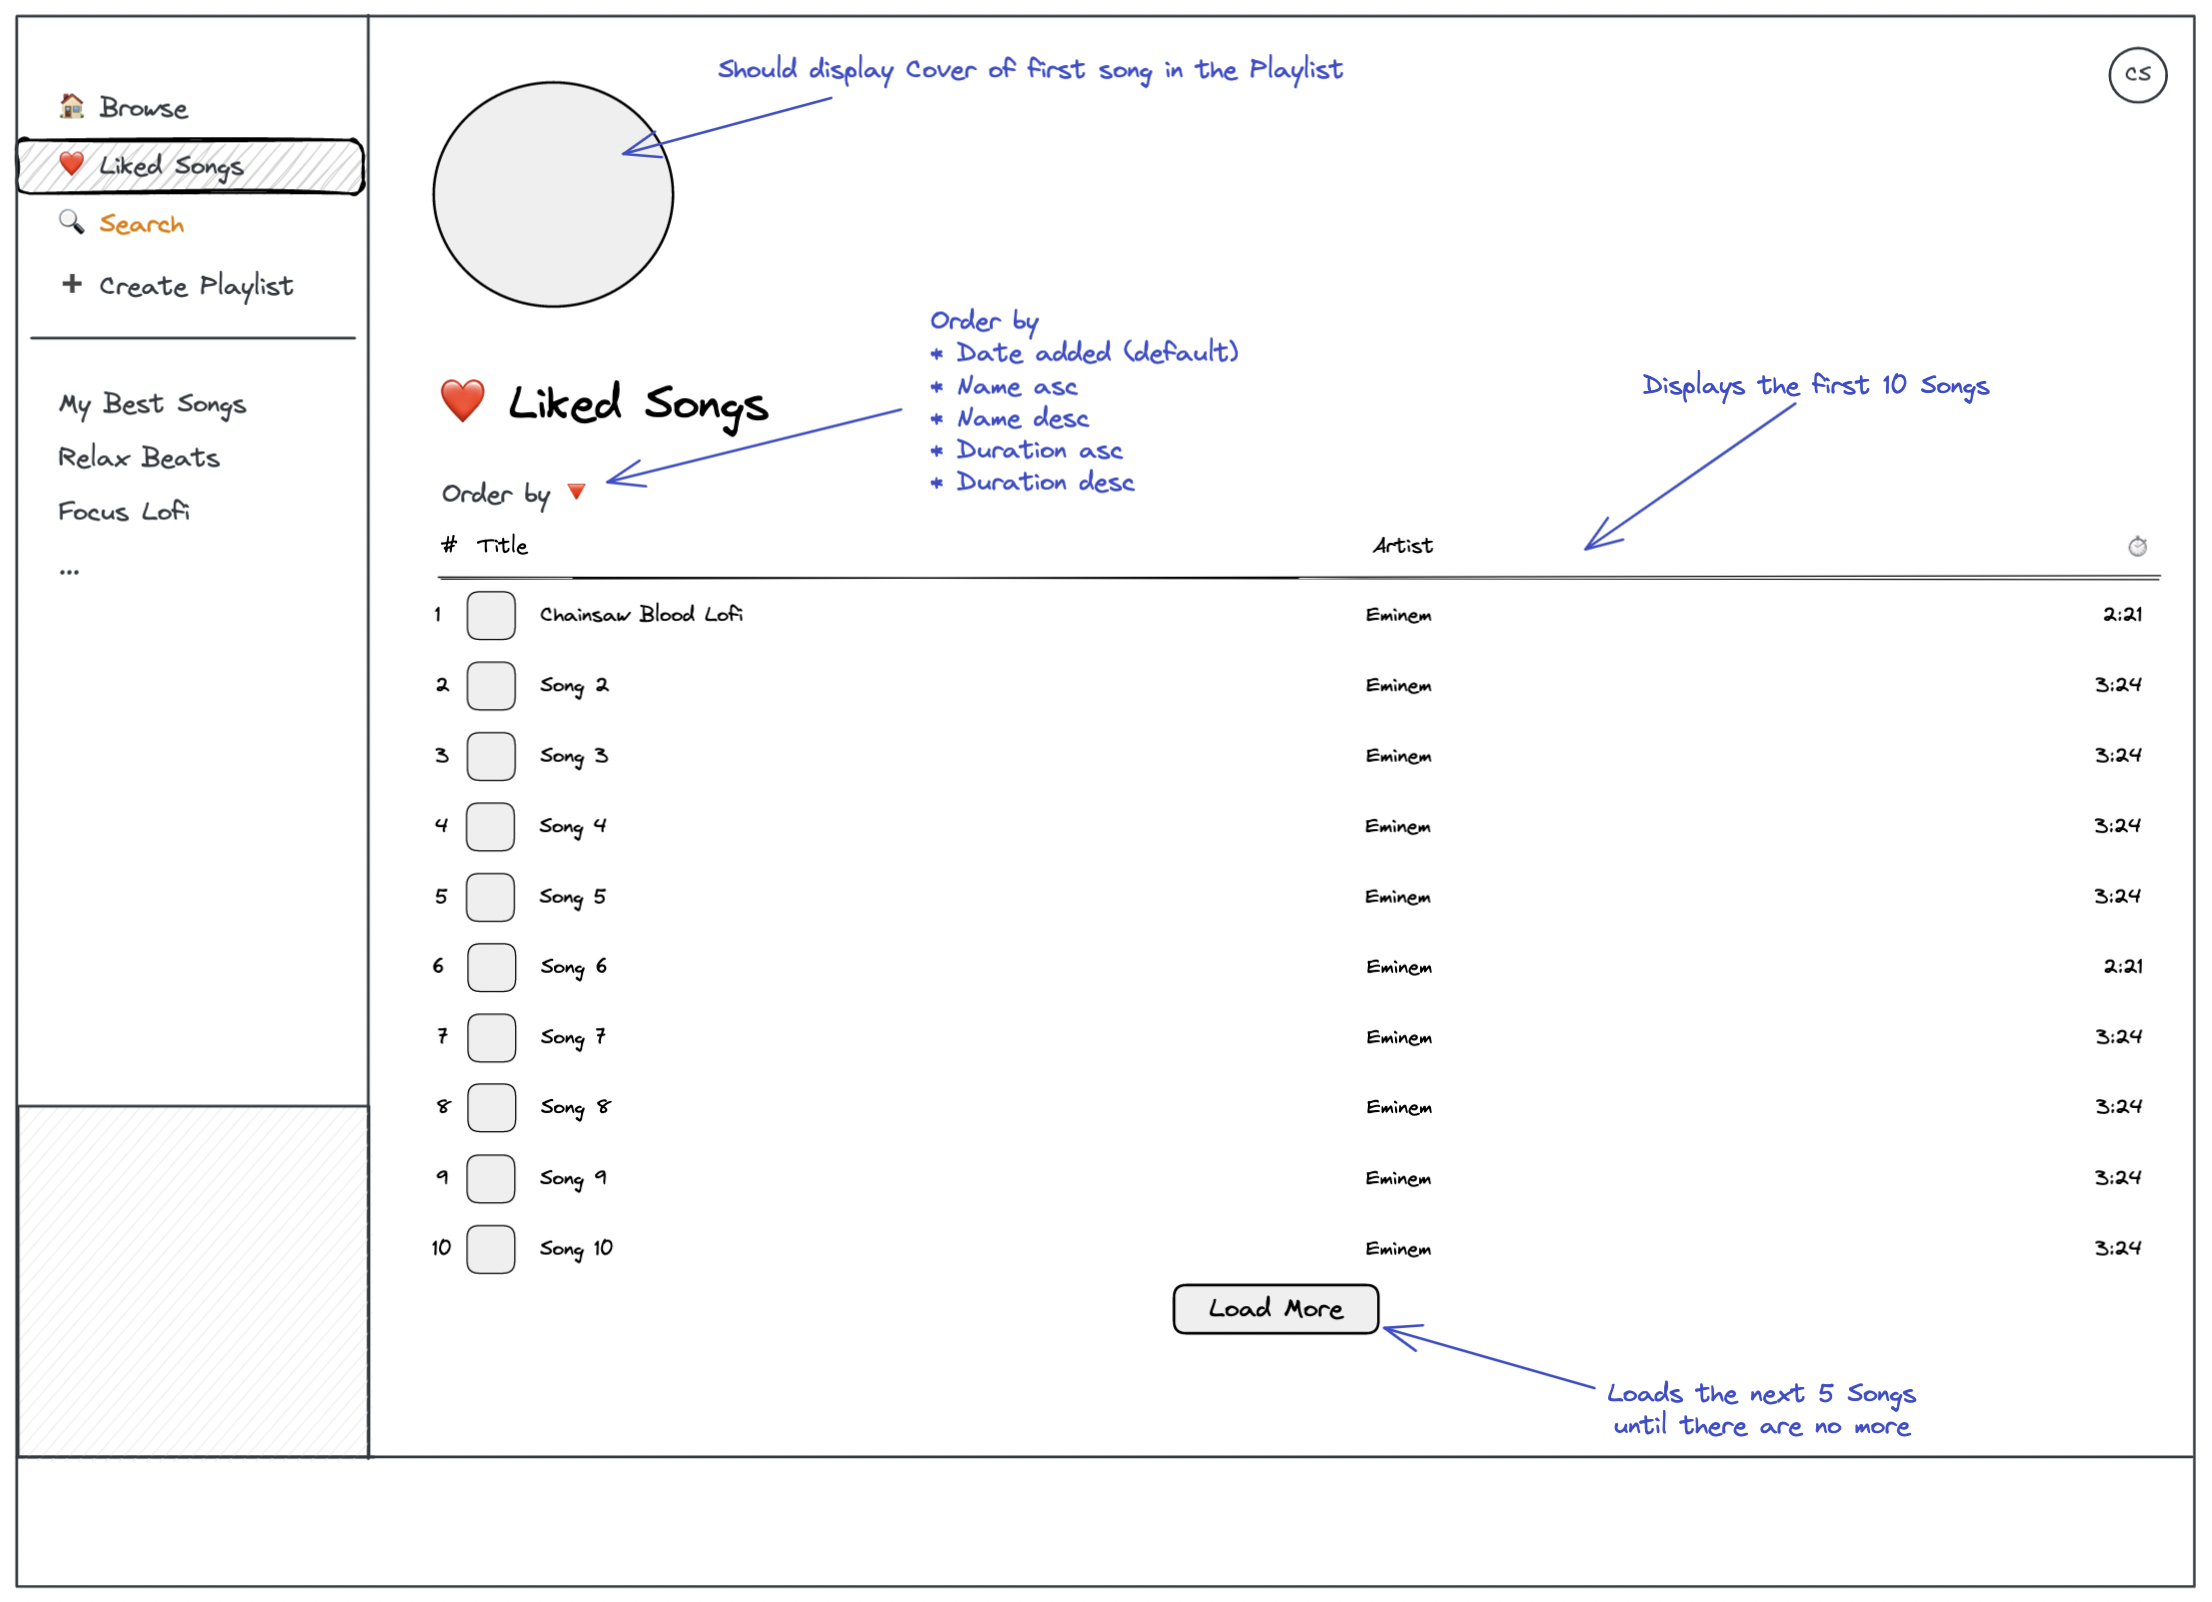 Browse
Liked Songs
Search
Create Playlist
My Best Songs
Relax Beats
Focus Lofi
...
CS
Should display Cover of first song in the Playlist
Liked Songs
Order by
Order by
* Date added (default)
* Name asc
* Name desc
* Duration asc
* Duration desc
Displays the first 10 Songs
# Title Artist
1 Chainsaw Blood Lofi Eminem 2:21
2 Song 2 Eminem 3:24
3 Song 3 Eminem 3:24
4 Song 4 Eminem 3:24
5 Song 5 Eminem 3:24
6 Song 6 Eminem 2:21
7 Song 7 Eminem 3:24
8 Song 8 Eminem 3:24
9 Song 9 Eminem 3:24
10 Song 10 Eminem 3:24
Load More
Loads the next 5 Songs
until there are no more